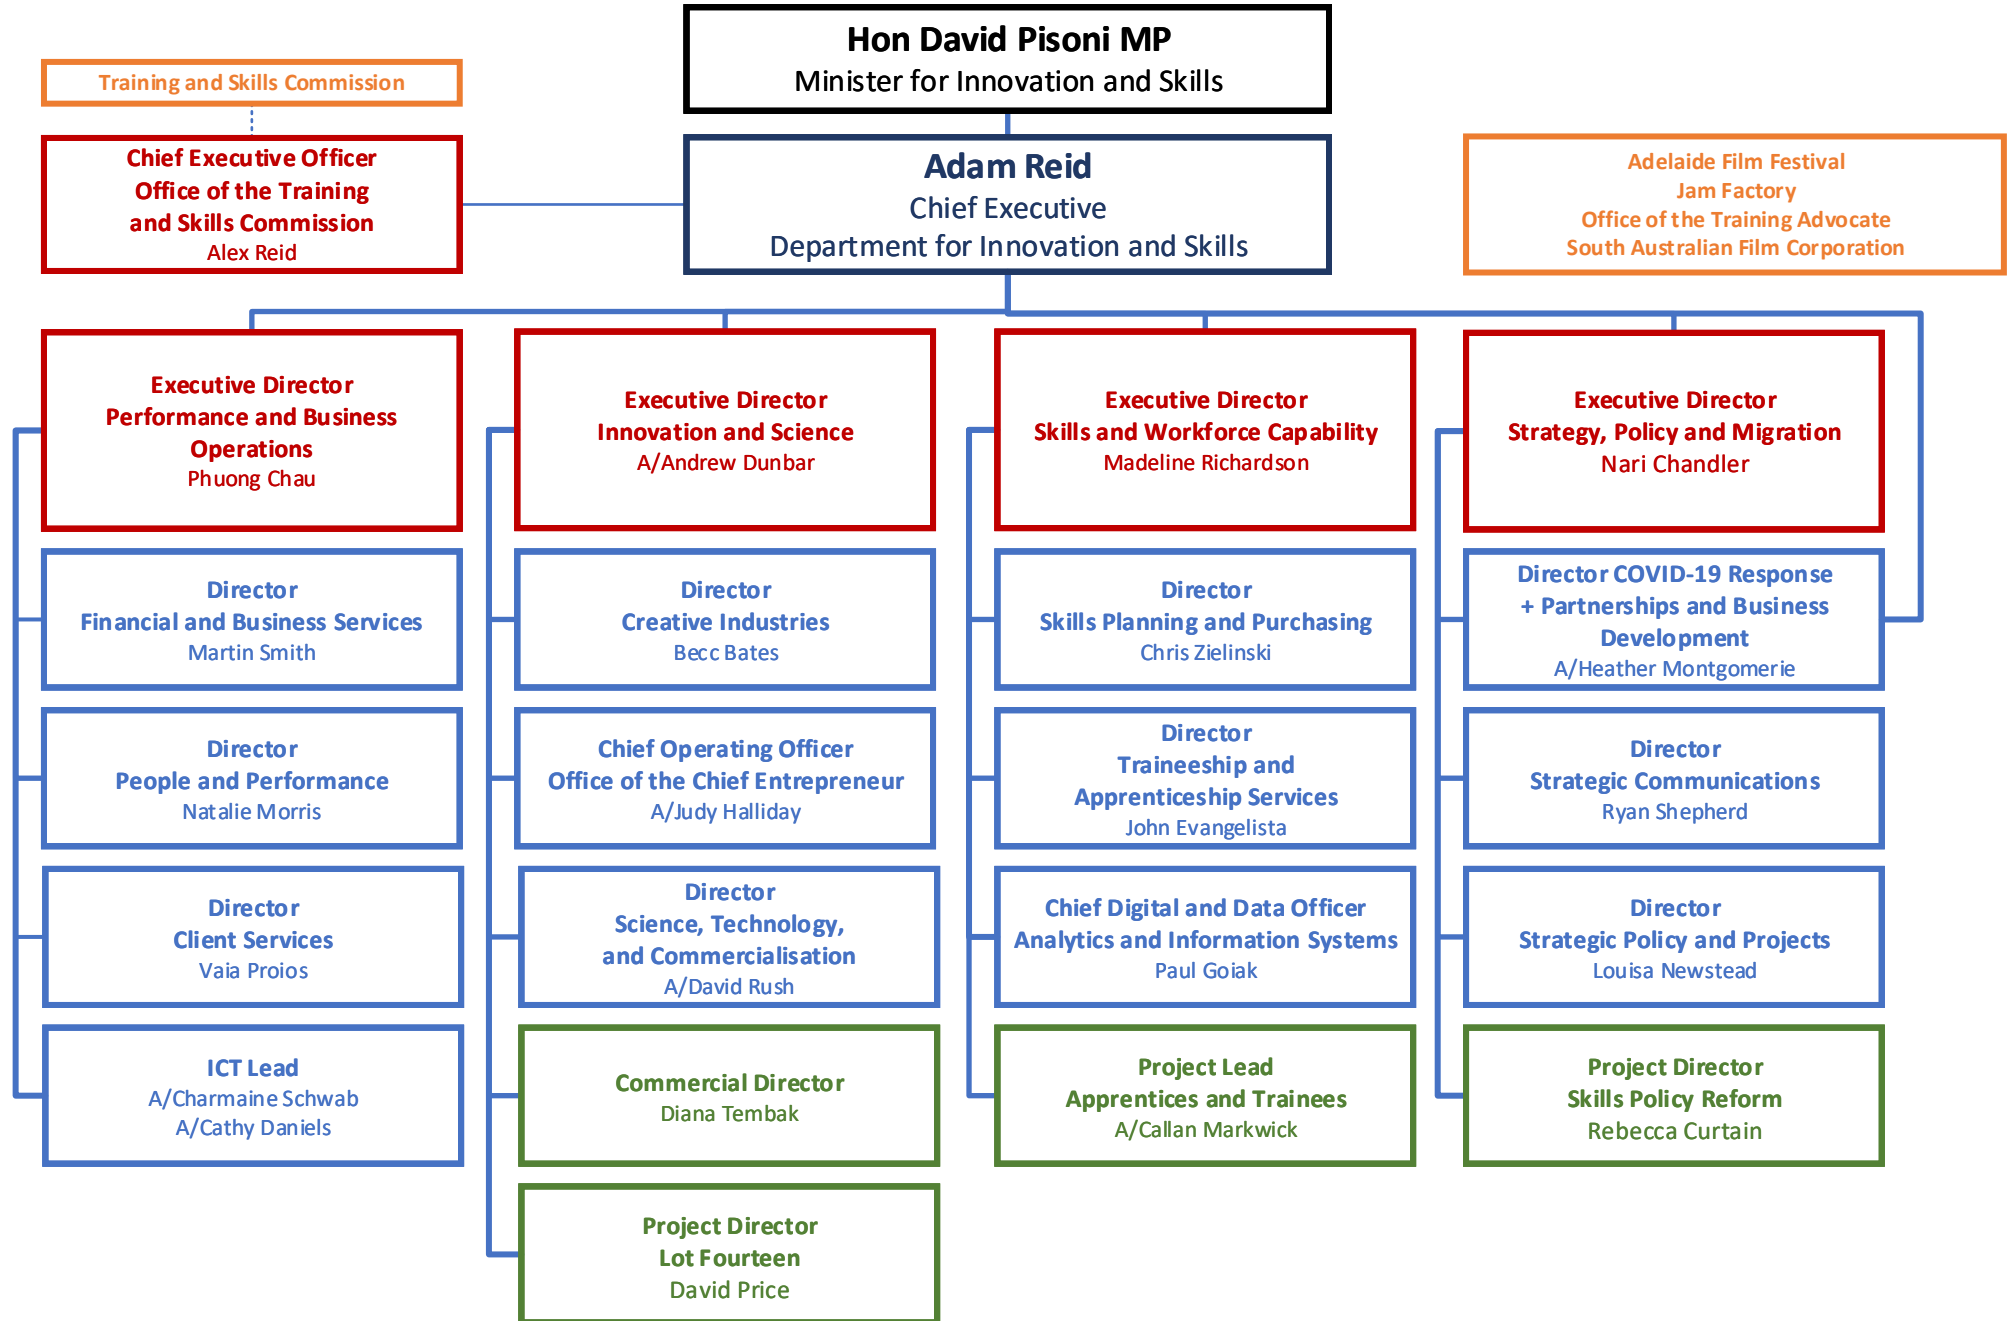 Hon David Pisoni MP
Minister for Innovation and Skills
Training and Skills Commission
Chief Executive Officer
Office of the Training
and Skills Commission
Alex Reid
Adam Reid
Chief Executive
Department for Innovation and Skills
Adelaide Film Festival
Jam Factory
Office of the Training Advocate
South Australian Film Corporation
Executive Director
Performance and Business
Operations
Phuong Chau
Director
Financial and Business Services
Martin Smith
Director
People and Performance
Natalie Morris
Director
Client Services
Vaia Proios
ICT Lead
A/Charmaine Schwab
A/Cathy Daniels
Executive Director
Innovation and Science
A/Andrew Dunbar
Director
Creative Industries
Becc Bates
Chief Operating Officer
Office of the Chief Entrepreneur
A/Judy Halliday
Director
Science, Technology,
and Commercialisation
A/David Rush
Commercial Director
Diana Tembak
Project Director
Lot Fourteen
David Price
Executive Director
Skills and Workforce Capability
Madeline Richardson
Director
Skills Planning and Purchasing
Chris Zielinski
Director
Traineeship and
Apprenticeship Services
John Evangelista
Chief Digital and Data Officer
Analytics and Information Systems
Paul Goiak
Project Lead
Apprentices and Trainees
A/Callan Markwick
Executive Director
Strategy, Policy and Migration
Nari Chandler
Director COVID-19 Response
+ Partnerships and Business
Development
A/Heather Montgomerie
Director
Strategic Communications
Ryan Shepherd
Director
Strategic Policy and Projects
Louisa Newstead
Project Director
Skills Policy Reform
Rebecca Curtain